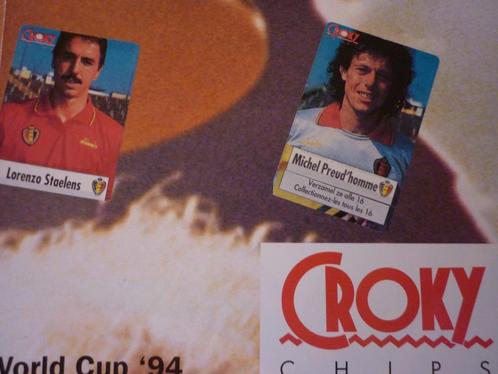 CROKY
Lorenzo Staelens
CROKY
Michel Preud'homme
Verzamel ze alle 16
Collectionnez-les tous les 16
CROKY
CHIPS
World Cup '94